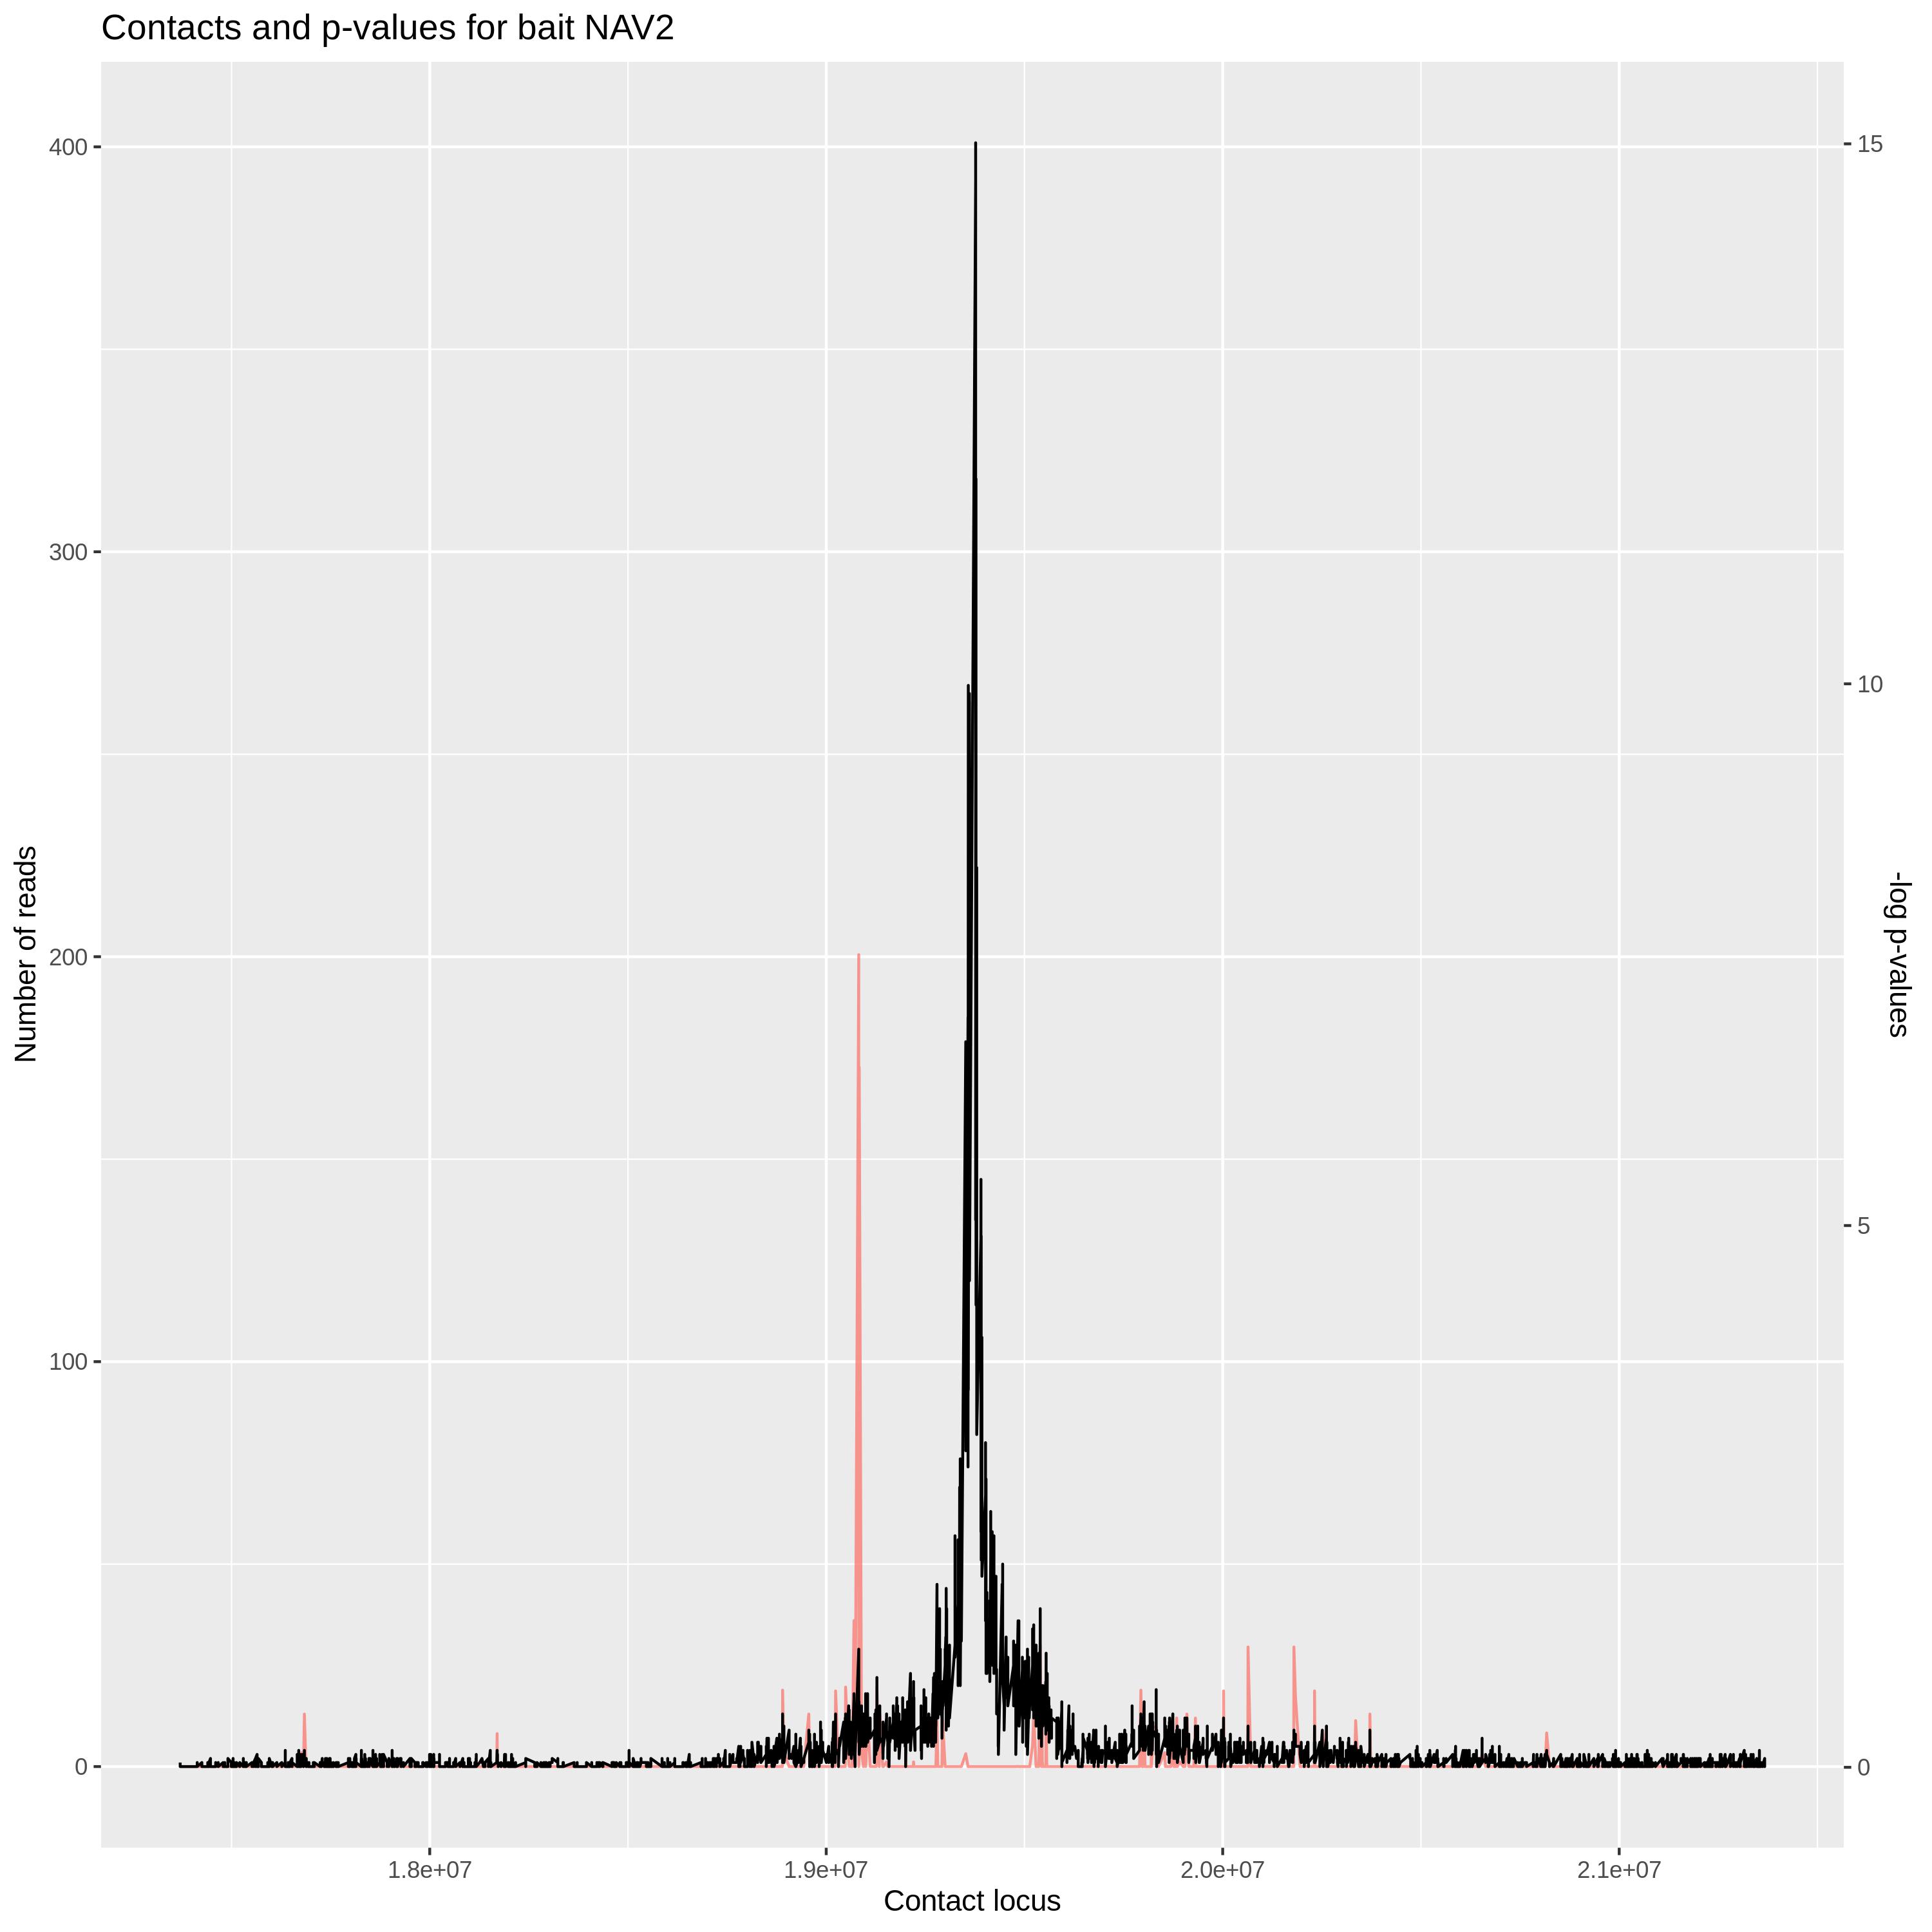 Contacts and p-values for bait NAV2
400
300
200
100
0
Number of reads
15
10
5
0
-log p-values
1.8e+07
1.9e+07
2.0e+07
2.1e+07
Contact locus